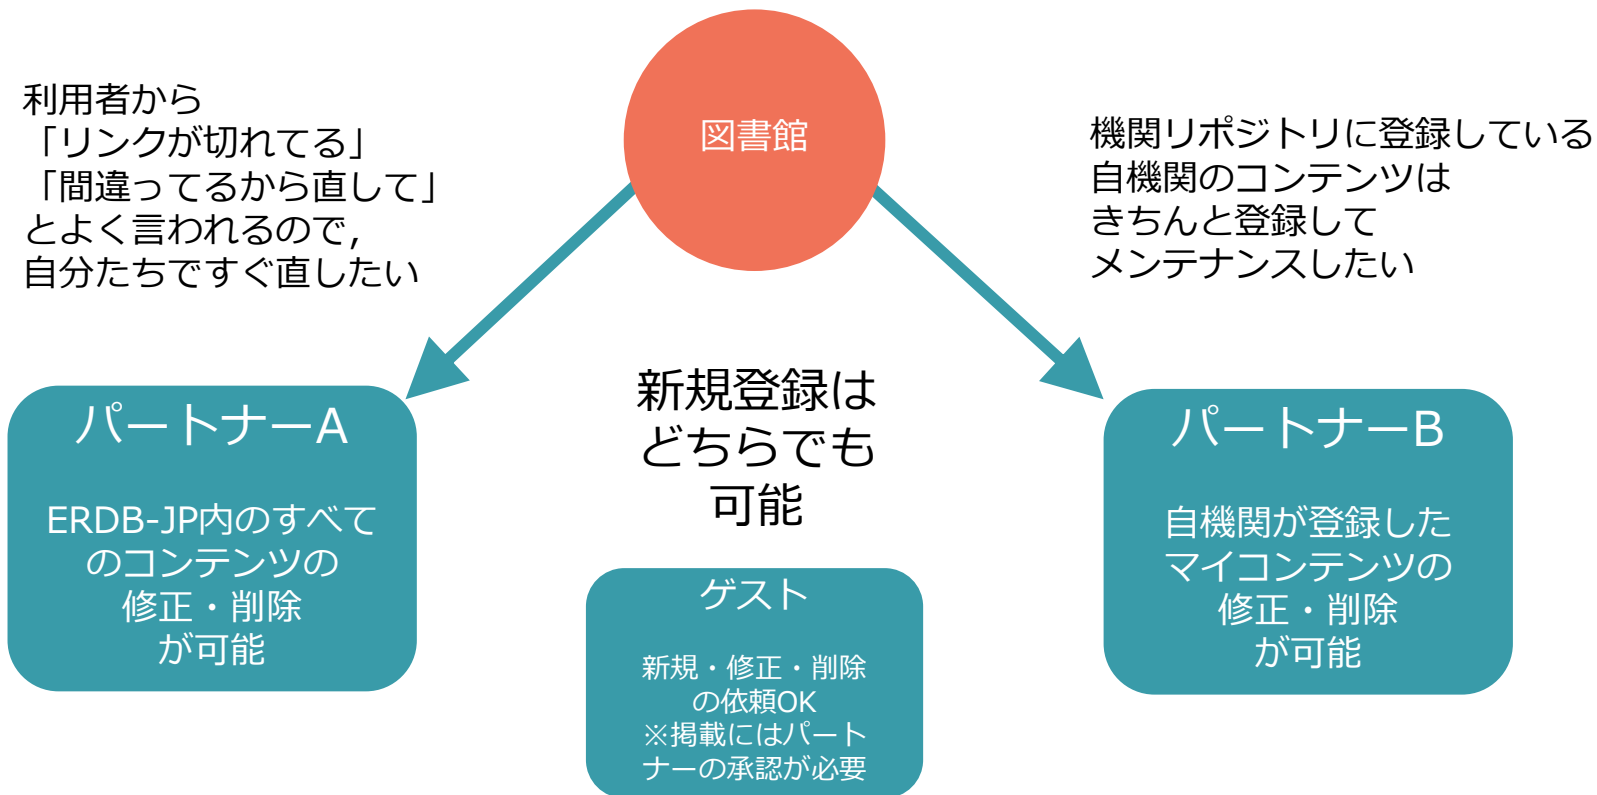 図書館
利用者から
「リンクが切れてる」
「間違ってるから直して」
とよく言われるので,
自分たちですぐ直したい
機関リポジトリに登録している
自機関のコンテンツは
きちんと登録して
メンテナンスしたい
パートナーA
ERDB-JP内のすべて
のコンテンツの
修正・削除
が可能
新規登録は
どちらでも
可能
パートナーB
自機関が登録した
マイコンテンツの
修正・削除
が可能
ゲスト
新規・修正・削除
の依頼OK
※掲載にはパート
ナーの承認が必要